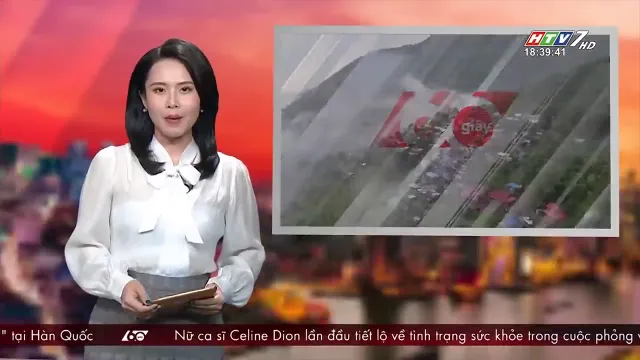 HTV7 HD
18:39:41
60 giây
" tại Hàn Quốc 60 Nữ ca sĩ Celine Dion lần đầu tiết lộ về tình trạng sức khỏe trong cuộc phỏng